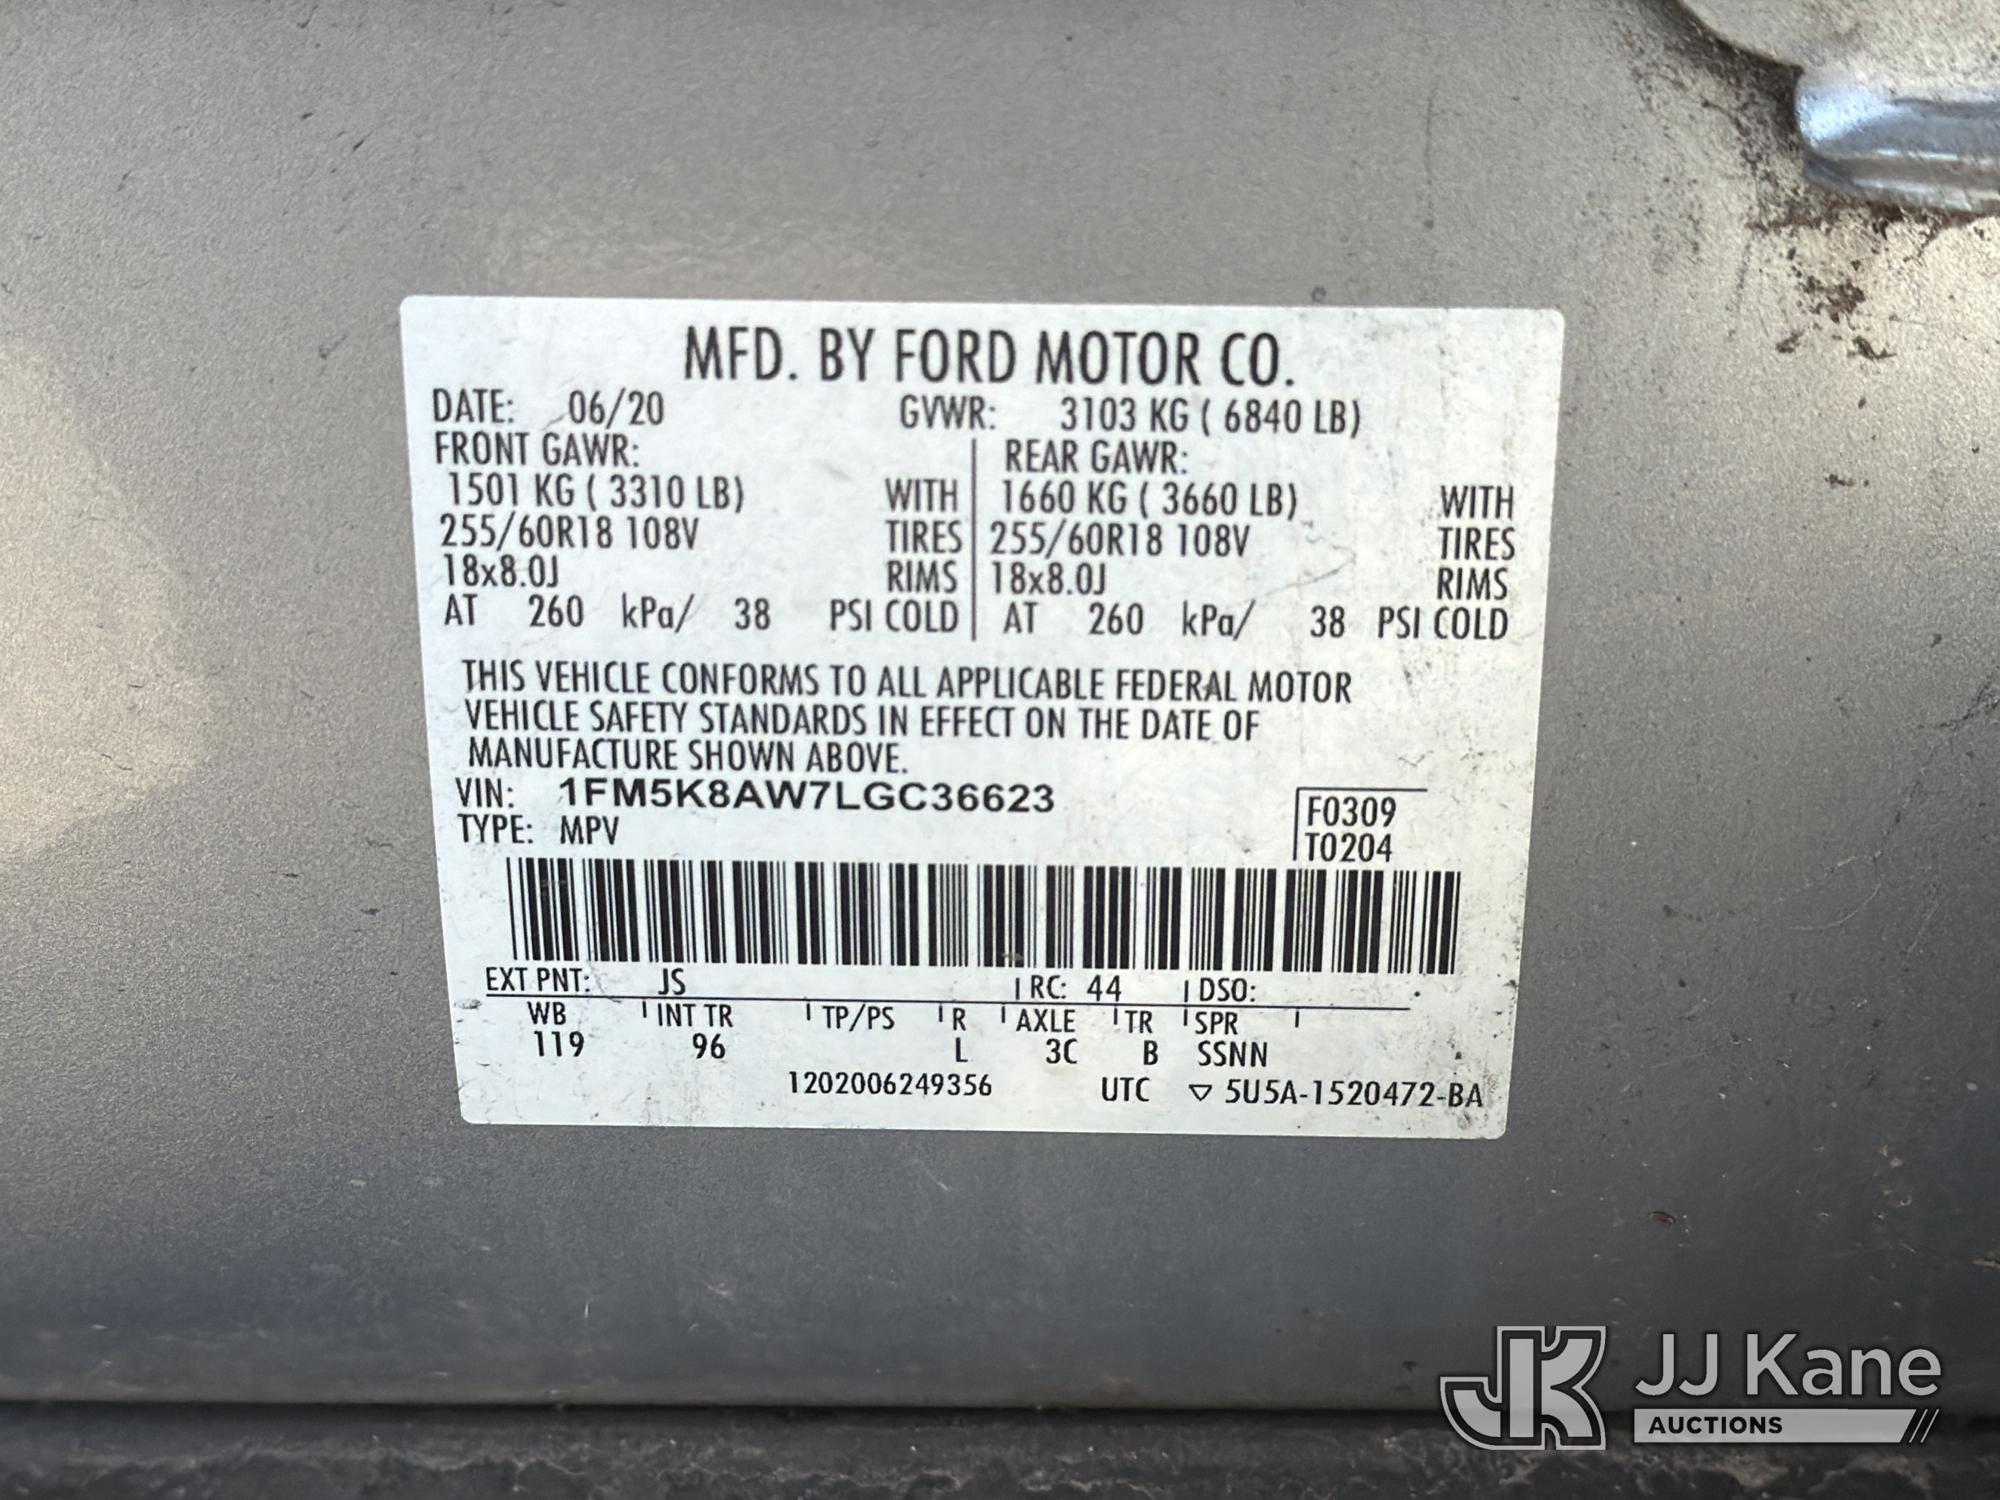 MFD. BY FORD MOTOR CO.
DATE: 06/20 GVWR: 3103 KG ( 6840 LB)
FRONT GAWR: REAR GAWR:
1501 KG ( 3310 LB) WITH 1660 KG ( 3660 LB) WITH
255/60R18 108V TIRES 255/60R18 108V TIRES
18x8.0J RIMS 18x8.0J RIMS
AT 260 kPa/ 38 PSI COLD AT 260 kPa/ 38 PSI COLD
THIS VEHICLE CONFORMS TO ALL APPLICABLE FEDERAL MOTOR
VEHICLE SAFETY STANDARDS IN EFFECT ON THE DATE OF
MANUFACTURE SHOWN ABOVE.
VIN: 1FM5K8AW7LGC36623 F0309
TYPE: MPV T0204
EXT PNT: JS RC: 44 DSO:
WB INT TR TP/PS R AXLE TR SPR
119 96 L 3C B SSNN
1202006249356 UTC ▽ 5U5A-1520472-BA
JK JJ Kane
AUCTIONS